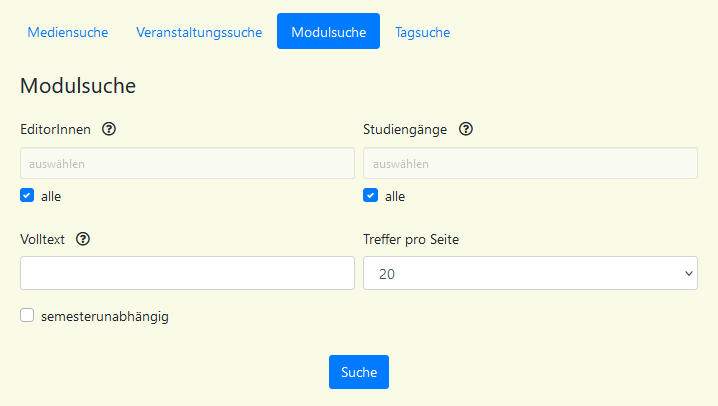 Mediensuche Veranstaltungssuche Modulsuche Tagsuche
Modulsuche
EditorInnen Studiengänge
auswählen auswählen
alle alle
Volltext Treffer pro Seite
20
semesterunabhängig
Suche